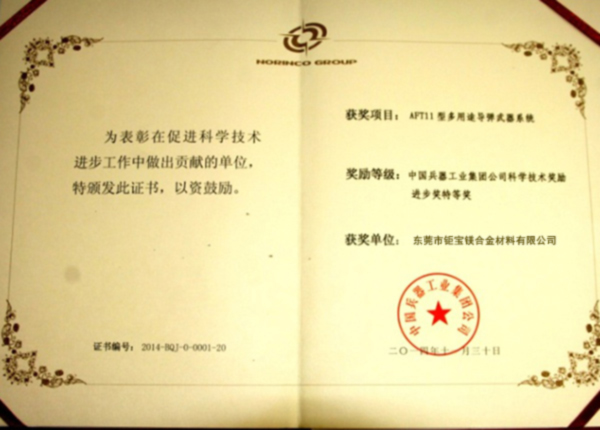 NORINCO GROUP
为表彰在促进科学技术
进步工作中做出贡献的单位,
特颁发此证书,以资鼓励。
证书编号: 2014-BQJ-0-0001-20
获奖项目: AFT11型多用途导弹武器系统
奖励等级: 中国兵器工业集团公司科学技术奖励
进步奖特等奖
获奖单位: 东莞市钜宝镁合金材料有限公司
中国兵器工业集团公司
二〇一四年十一月三十日